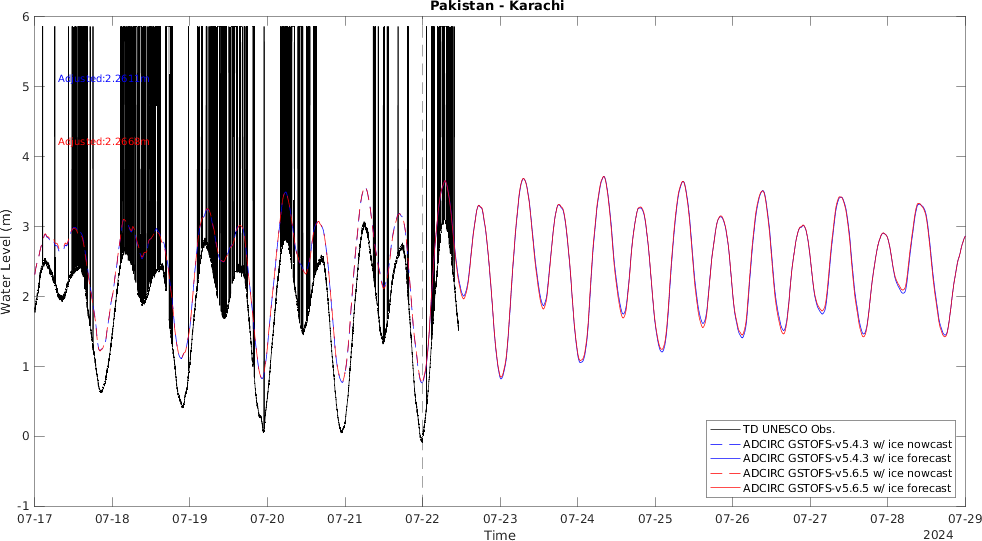 Pakistan - Karachi
6
5
4
3
2
1
0
-1
Water Level (m)
Adjusted:2.2668m
07-17
07-18
07-19
07-20
07-21
07-22
07-23
07-24
07-25
07-26
07-27
07-28
07-29
Time
2024
TD UNESCO Obs.
ADCIRC GSTOFS-v5.4.3 w/ ice nowcast
ADCIRC GSTOFS-v5.4.3 w/ ice forecast
ADCIRC GSTOFS-v5.6.5 w/ ice nowcast
ADCIRC GSTOFS-v5.6.5 w/ ice forecast